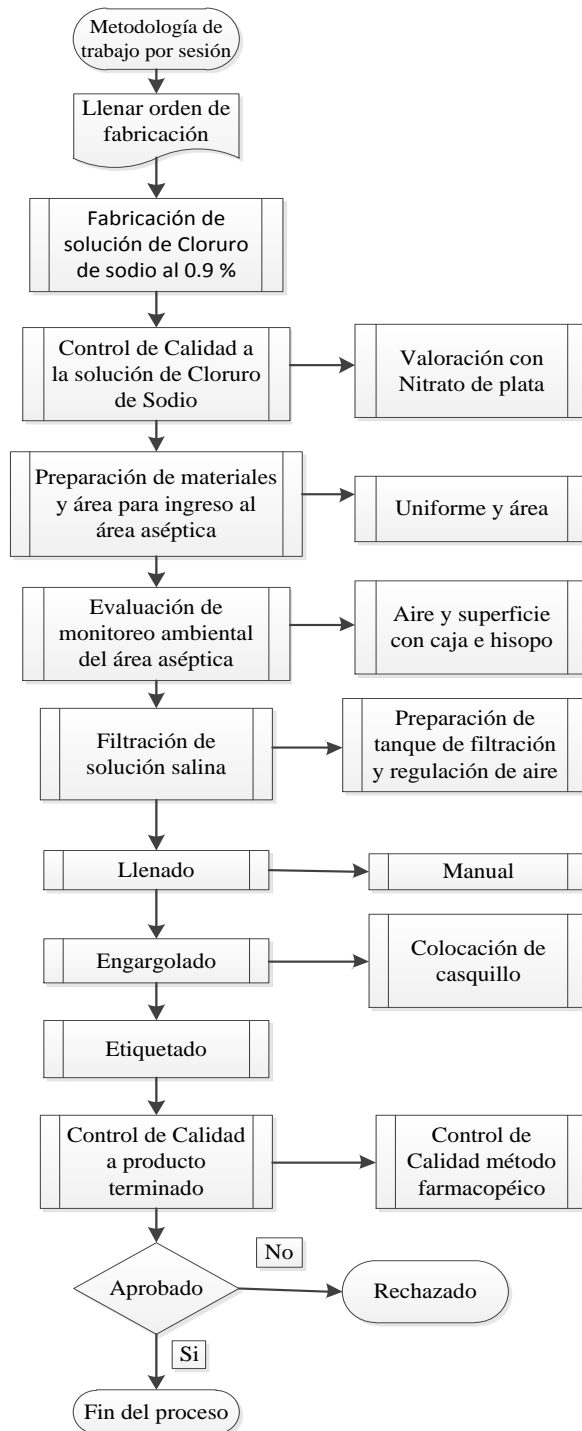 Metodología de
trabajo por sesión
Llenar orden de
fabricación
Fabricación de
solución de Cloruro
de sodio al 0.9 %
Control de Calidad a
la solución de Cloruro
de Sodio
Valoración con
Nitrato de plata
Preparación de materiales
y área para ingreso al
área aséptica
Uniforme y área
Evaluación de
monitoreo ambiental
del área aséptica
Aire y superficie
con caja e hisopo
Filtración de
solución salina
Preparación de
tanque de filtración
y regulación de aire
Llenado
Manual
Engargolado
Colocación de
casquillo
Etiquetado
Control de Calidad
a producto
terminado
Control de
Calidad método
farmacopéico
Aprobado
No
Rechazado
Si
Fin del proceso